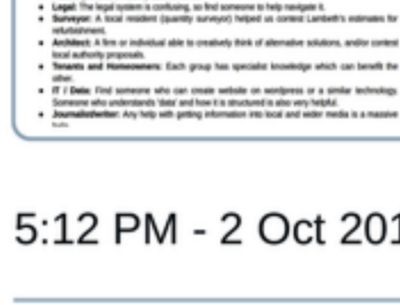 • Legal: The legal system is confusing, so find someone to help navigate it.
• Surveyor: A local resident (quantity surveyor) helped us contest Lambeth's estimates for
refurbishment.
• Architect: A firm or individual able to creatively think of alternative solutions, and/or contest
local authority proposals.
• Tenants and Homeowners: Each group has specialist knowledge which can benefit the
other.
• IT / Data: Find someone who can create website on wordpress or a similar technology.
Someone who understands 'data' and how it is structured is also very helpful.
• Journalist/writer: Any help with getting information into local and wider media is a massive
5:12 PM - 2 Oct 201